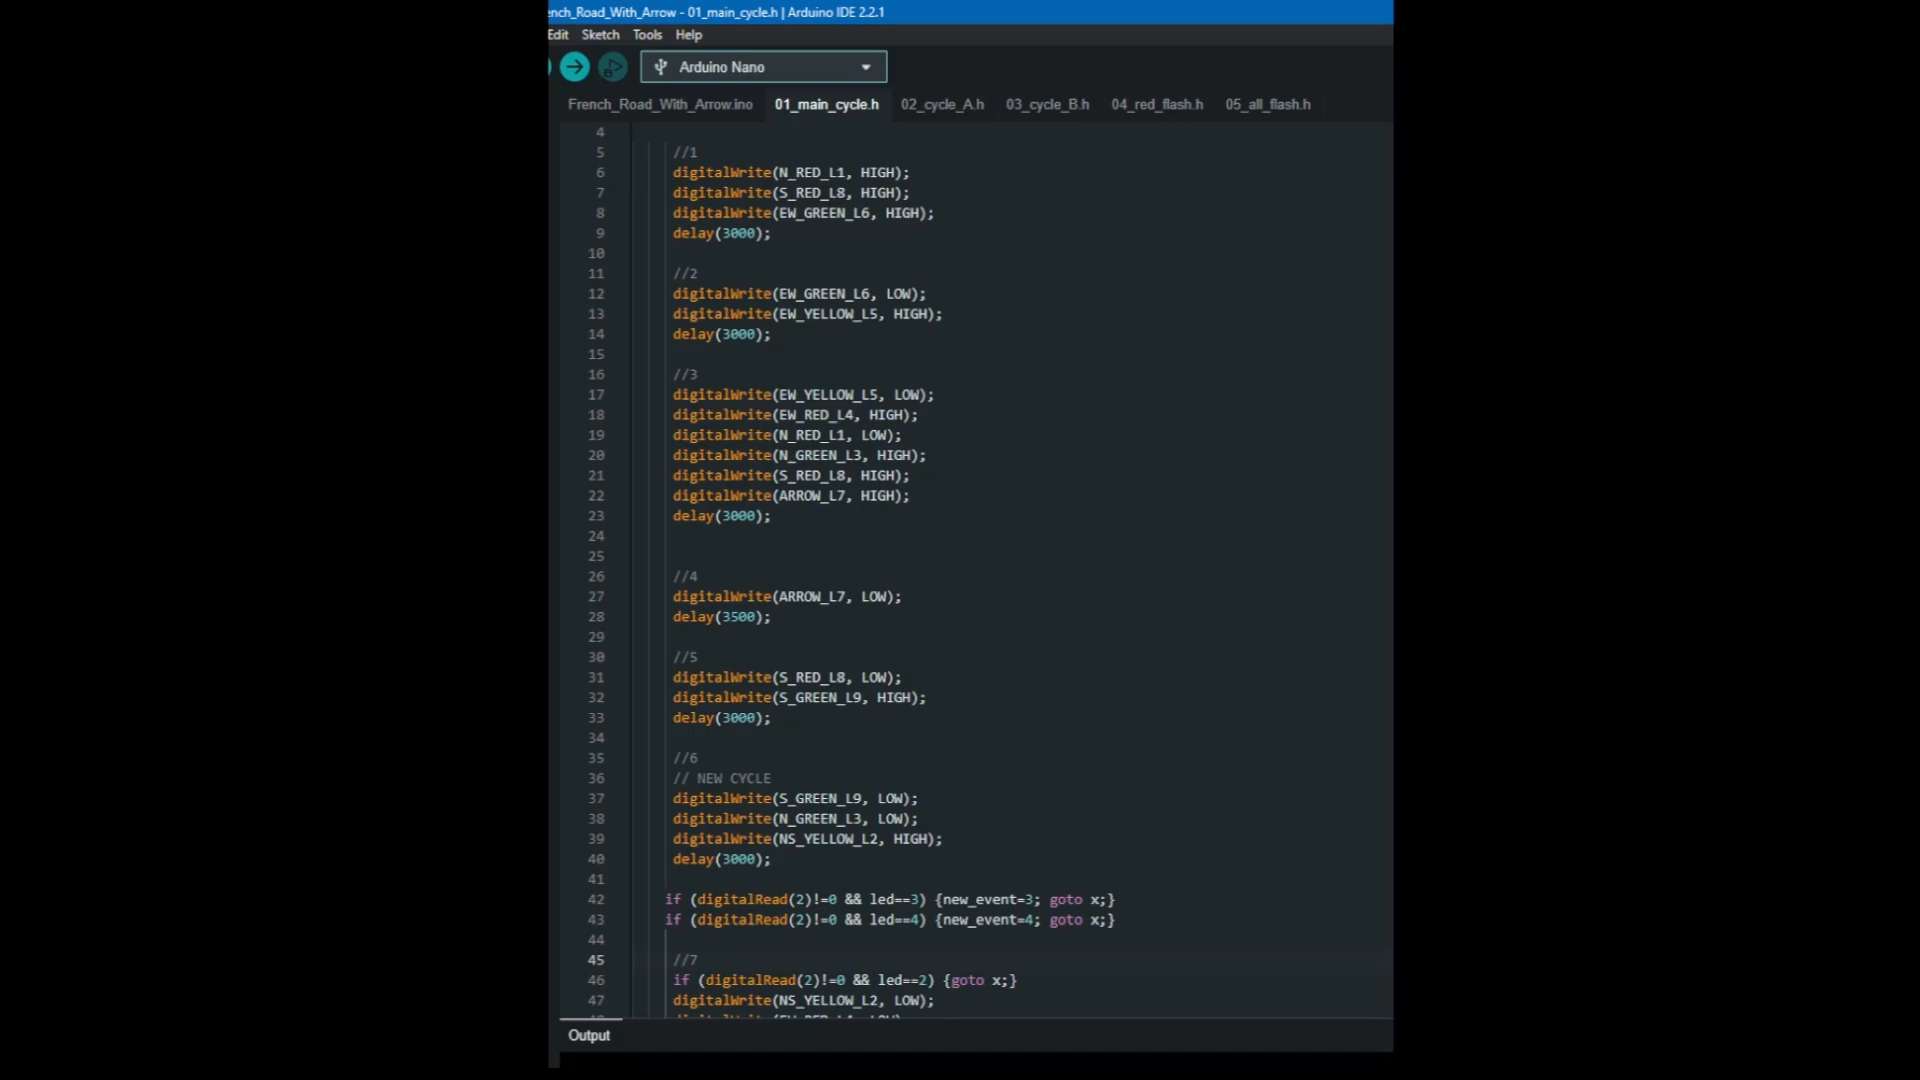 ench_Road_With_Arrow - 01_main_cycle.h | Arduino IDE 2.2.1
Edit Sketch Tools Help
Arduino Nano
French_Road_With_Arrow.ino 01_main_cycle.h 02_cycle_A.h 03_cycle_B.h 04_red_flash.h 05_all_flash.h
4
5 //1
6 digitalWrite(N_RED_L1, HIGH);
7 digitalWrite(S_RED_L8, HIGH);
8 digitalWrite(EW_GREEN_L6, HIGH);
9 delay(3000);
10
11 //2
12 digitalWrite(EW_GREEN_L6, LOW);
13 digitalWrite(EW_YELLOW_L5, HIGH);
14 delay(3000);
15
16 //3
17 digitalWrite(EW_YELLOW_L5, LOW);
18 digitalWrite(EW_RED_L4, HIGH);
19 digitalWrite(N_RED_L1, LOW);
20 digitalWrite(N_GREEN_L3, HIGH);
21 digitalWrite(S_RED_L8, HIGH);
22 digitalWrite(ARROW_L7, HIGH);
23 delay(3000);
24
25
26 //4
27 digitalWrite(ARROW_L7, LOW);
28 delay(3500);
29
30 //5
31 digitalWrite(S_RED_L8, LOW);
32 digitalWrite(S_GREEN_L9, HIGH);
33 delay(3000);
34
35 //6
36 // NEW CYCLE
37 digitalWrite(S_GREEN_L9, LOW);
38 digitalWrite(N_GREEN_L3, LOW);
39 digitalWrite(NS_YELLOW_L2, HIGH);
40 delay(3000);
41
42 if (digitalRead(2)!=0 && led==3) {new_event=3; goto x;}
43 if (digitalRead(2)!=0 && led==4) {new_event=4; goto x;}
44
45 //7
46 if (digitalRead(2)!=0 && led==2) {goto x;}
47 digitalWrite(NS_YELLOW_L2, LOW);
Output